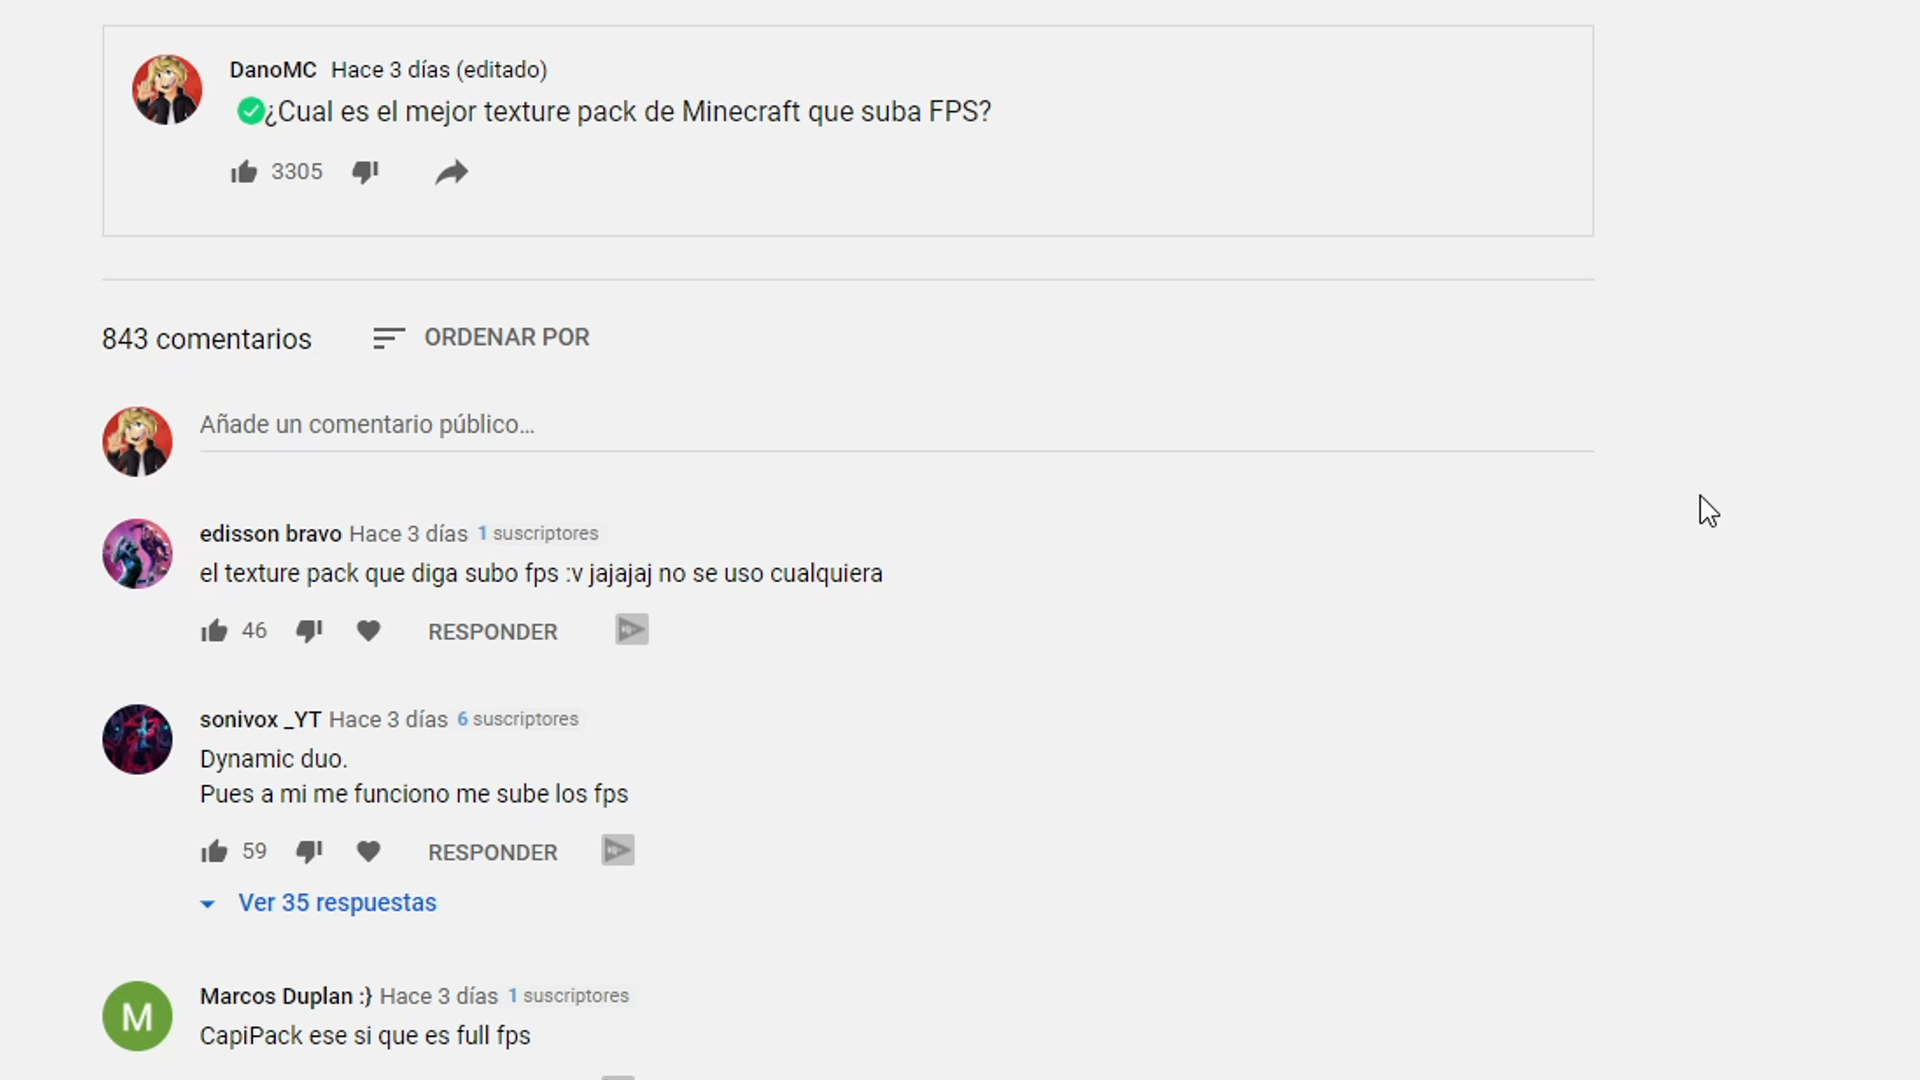 DanoMC Hace 3 días (editado)
¿Cual es el mejor texture pack de Minecraft que suba FPS?
3305
843 comentarios ORDENAR POR
Añade un comentario público...
edisson bravo Hace 3 días 1 suscriptores
el texture pack que diga subo fps :v jajajaj no se uso cualquiera
46 RESPONDER
sonivox _YT Hace 3 días 6 suscriptores
Dynamic duo.
Pues a mi me funciono me sube los fps
59 RESPONDER
Ver 35 respuestas
M
Marcos Duplan :} Hace 3 días 1 suscriptores
CapiPack ese si que es full fps